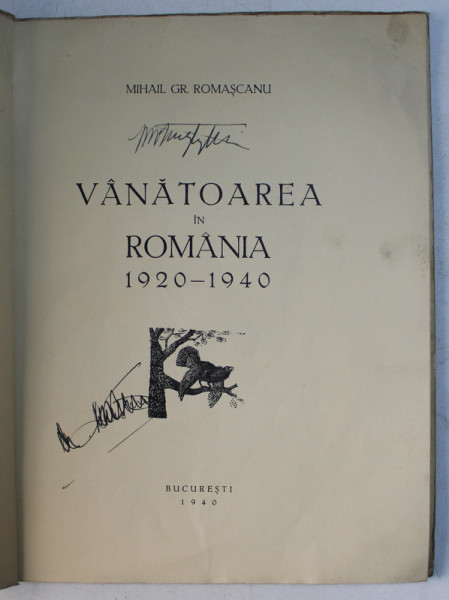 MIHAIL GR. ROMAȘCANU
VÂNĂTOAREA
ÎN
ROMÂNIA
1920–1940
BUCUREȘTI
1940